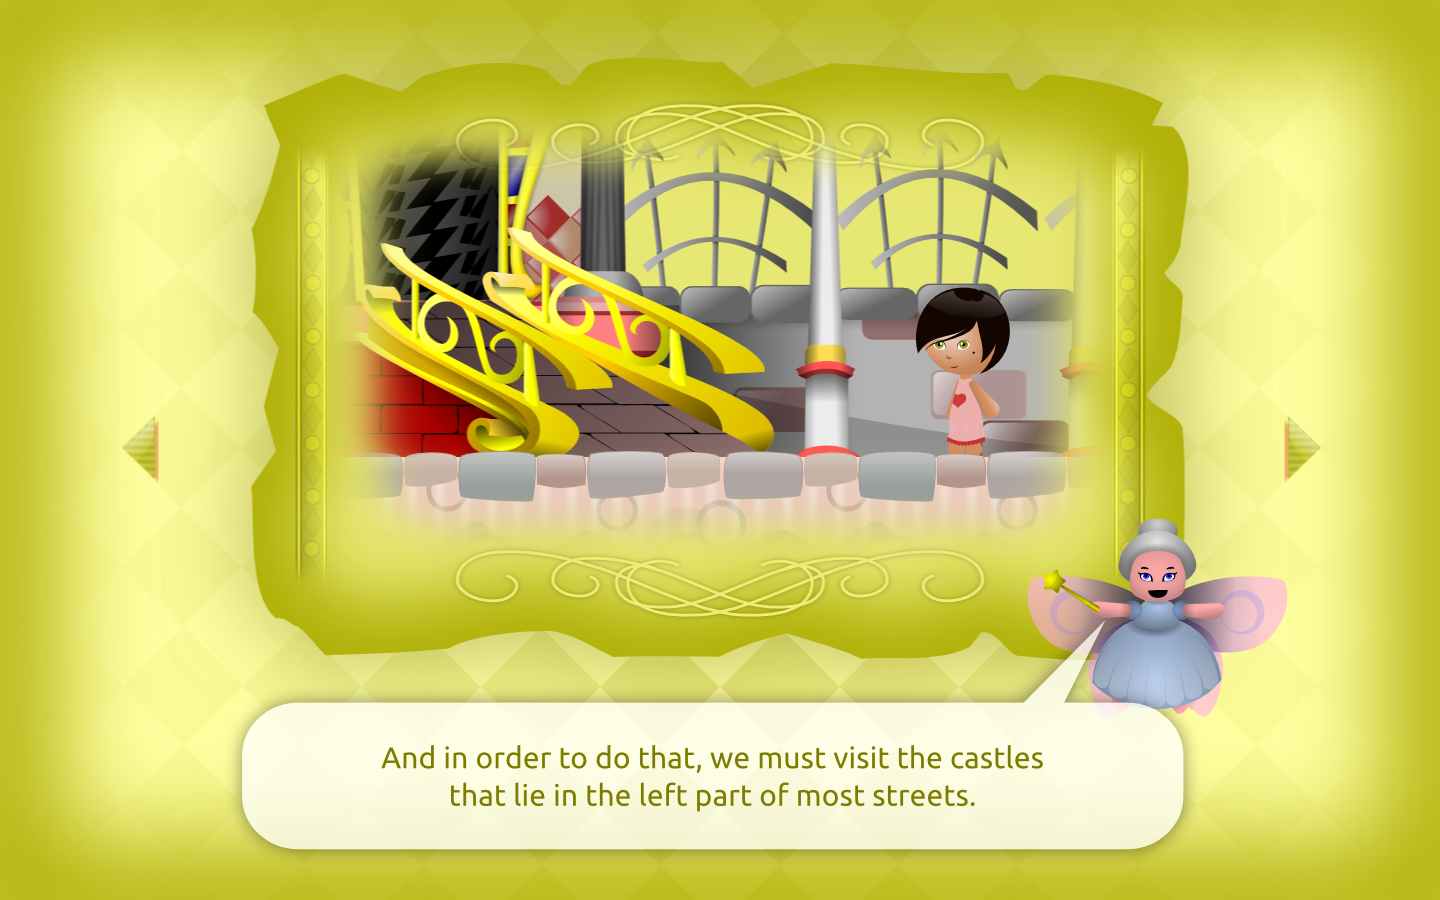 And in order to do that, we must visit the castles
that lie in the left part of most streets.